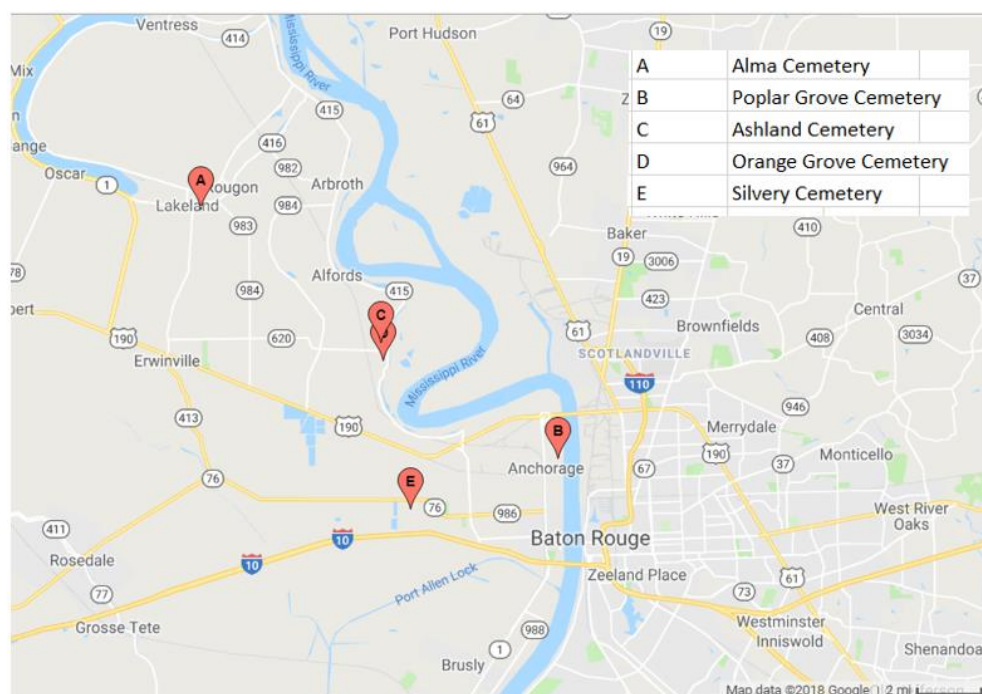 Ventress
414
Mississippi River
Port Hudson
19
A Alma Cemetery
B Poplar Grove Cemetery
C Ashland Cemetery
D Orange Grove Cemetery
E Silvery Cemetery
Mix
415
64
61
416
964
Oscar
1
982
Arbroth
A
Rougon
Lakeland
984
983
Baker
410
78
Alfords
19
3006
37
984
415
423
Central
C
190
620
61
Brownfields
408
3034
Erwinville
SCOTLANDVILLE
Mississippi River
110
413
946
190
B
Merrydale
Monticello
Anchorage
67
190
37
76
E
76
986
West River
Oaks
411
10
Baton Rouge
Rosedale
10
Zeeland Place
61
77
Port Allen Lock
73
Grosse Tete
Westminster
988
Inniswold
1
Brusly
Map data ©2018 Google
2 mi